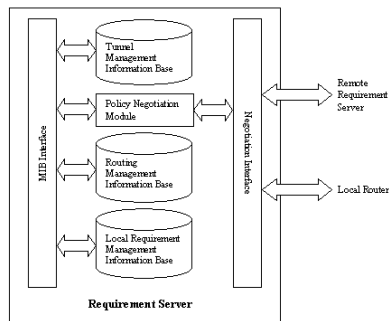 Tunnel
Management
Information Base
Policy Negotiation
Module
Routing
Management
Information Base
Local Requirement
Management
Information Base
MIB Interface
Negotiation Interface
Remote
Requirement
Server
Local Router
Requirement Server